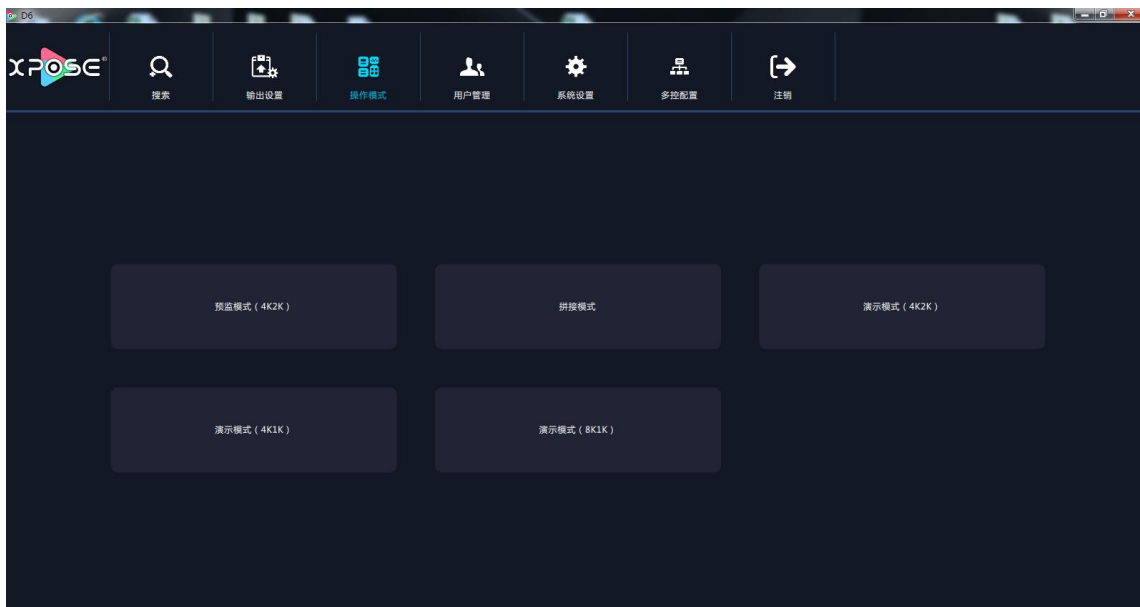 D6
XPOSE®
搜索
输出设置
操作模式
用户管理
系统设置
多控配置
注销
预监模式（4K2K）
拼接模式
演示模式（4K2K）
演示模式（4K1K）
演示模式（8K1K）